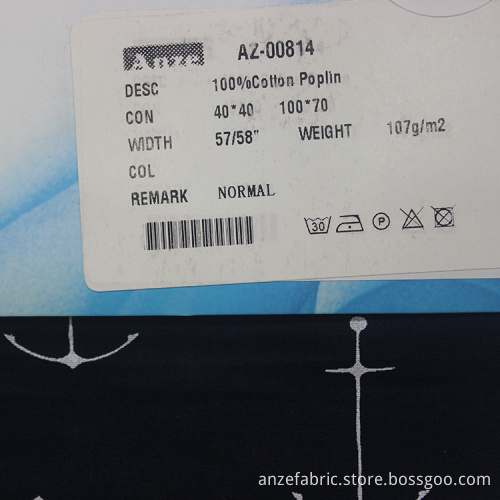 Anze AZ-00814
DESC 100%Cotton Poplin
CON 40*40 100*70
WIDTH 57/58" WEIGHT 107g/m2
COL
REMARK NORMAL
30 P
anzefabric.store.bossgoo.com